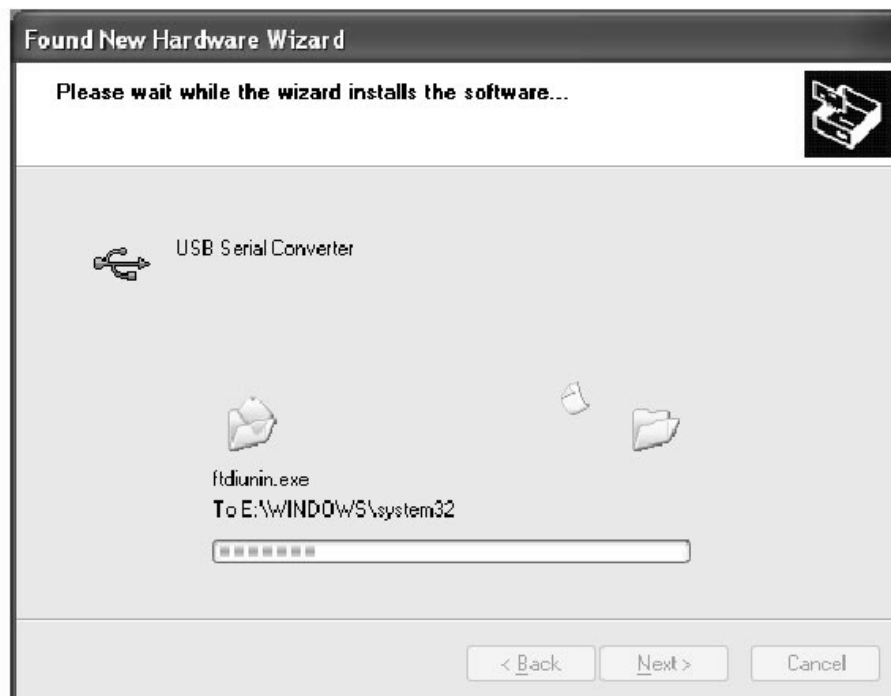 Found New Hardware Wizard
Please wait while the wizard installs the software...
USB Serial Converter
ftdiunin.exe
To E:\WINDOWS\system32
< Back Next > Cancel